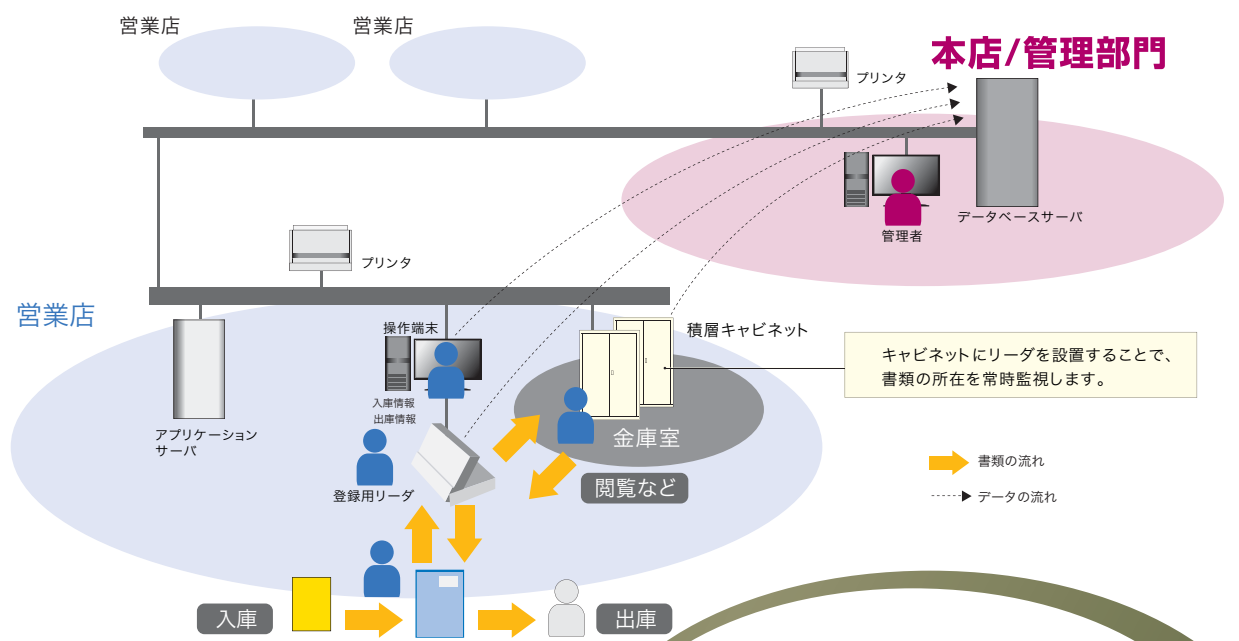 営業店
営業店
本店/管理部門
プリンタ
データベースサーバ
管理者
プリンタ
営業店
操作端末
積層キャビネット
キャビネットにリーダを設置することで、
書類の所在を常時監視します。
入庫情報
出庫情報
アプリケーション
サーバ
金庫室
登録用リーダ
閲覧など
書類の流れ
データの流れ
入庫
出庫